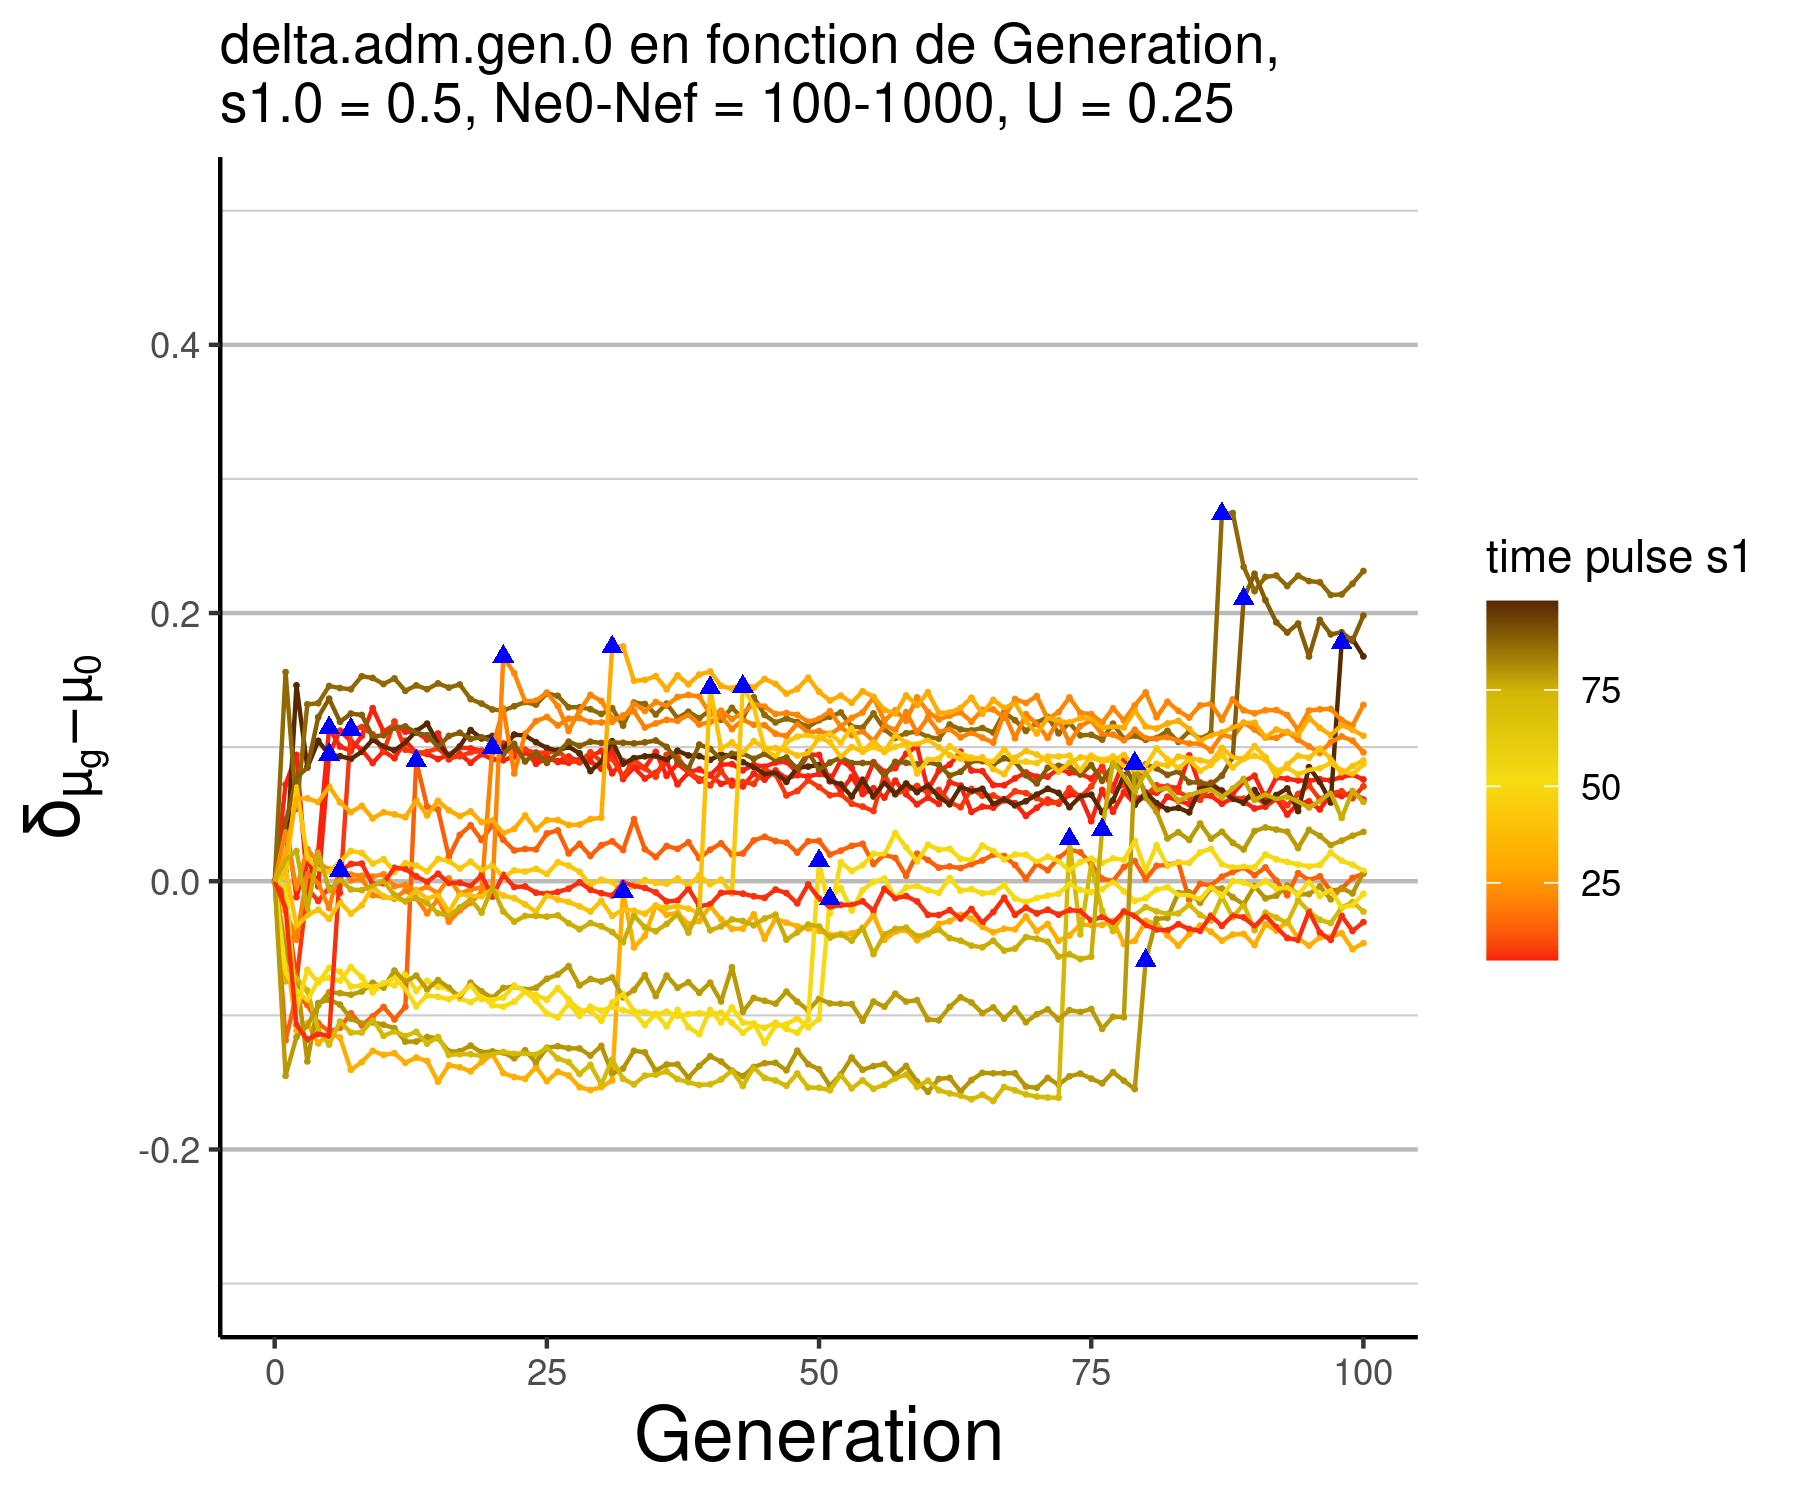 delta.adm.gen.0 en fonction de Generation,
s1.0 = 0.5, Ne0-Nef = 100-1000, U = 0.25
δμg−μ0
0.4
0.2
0.0
-0.2
0
25
50
75
100
Generation
time pulse s1
75
50
25